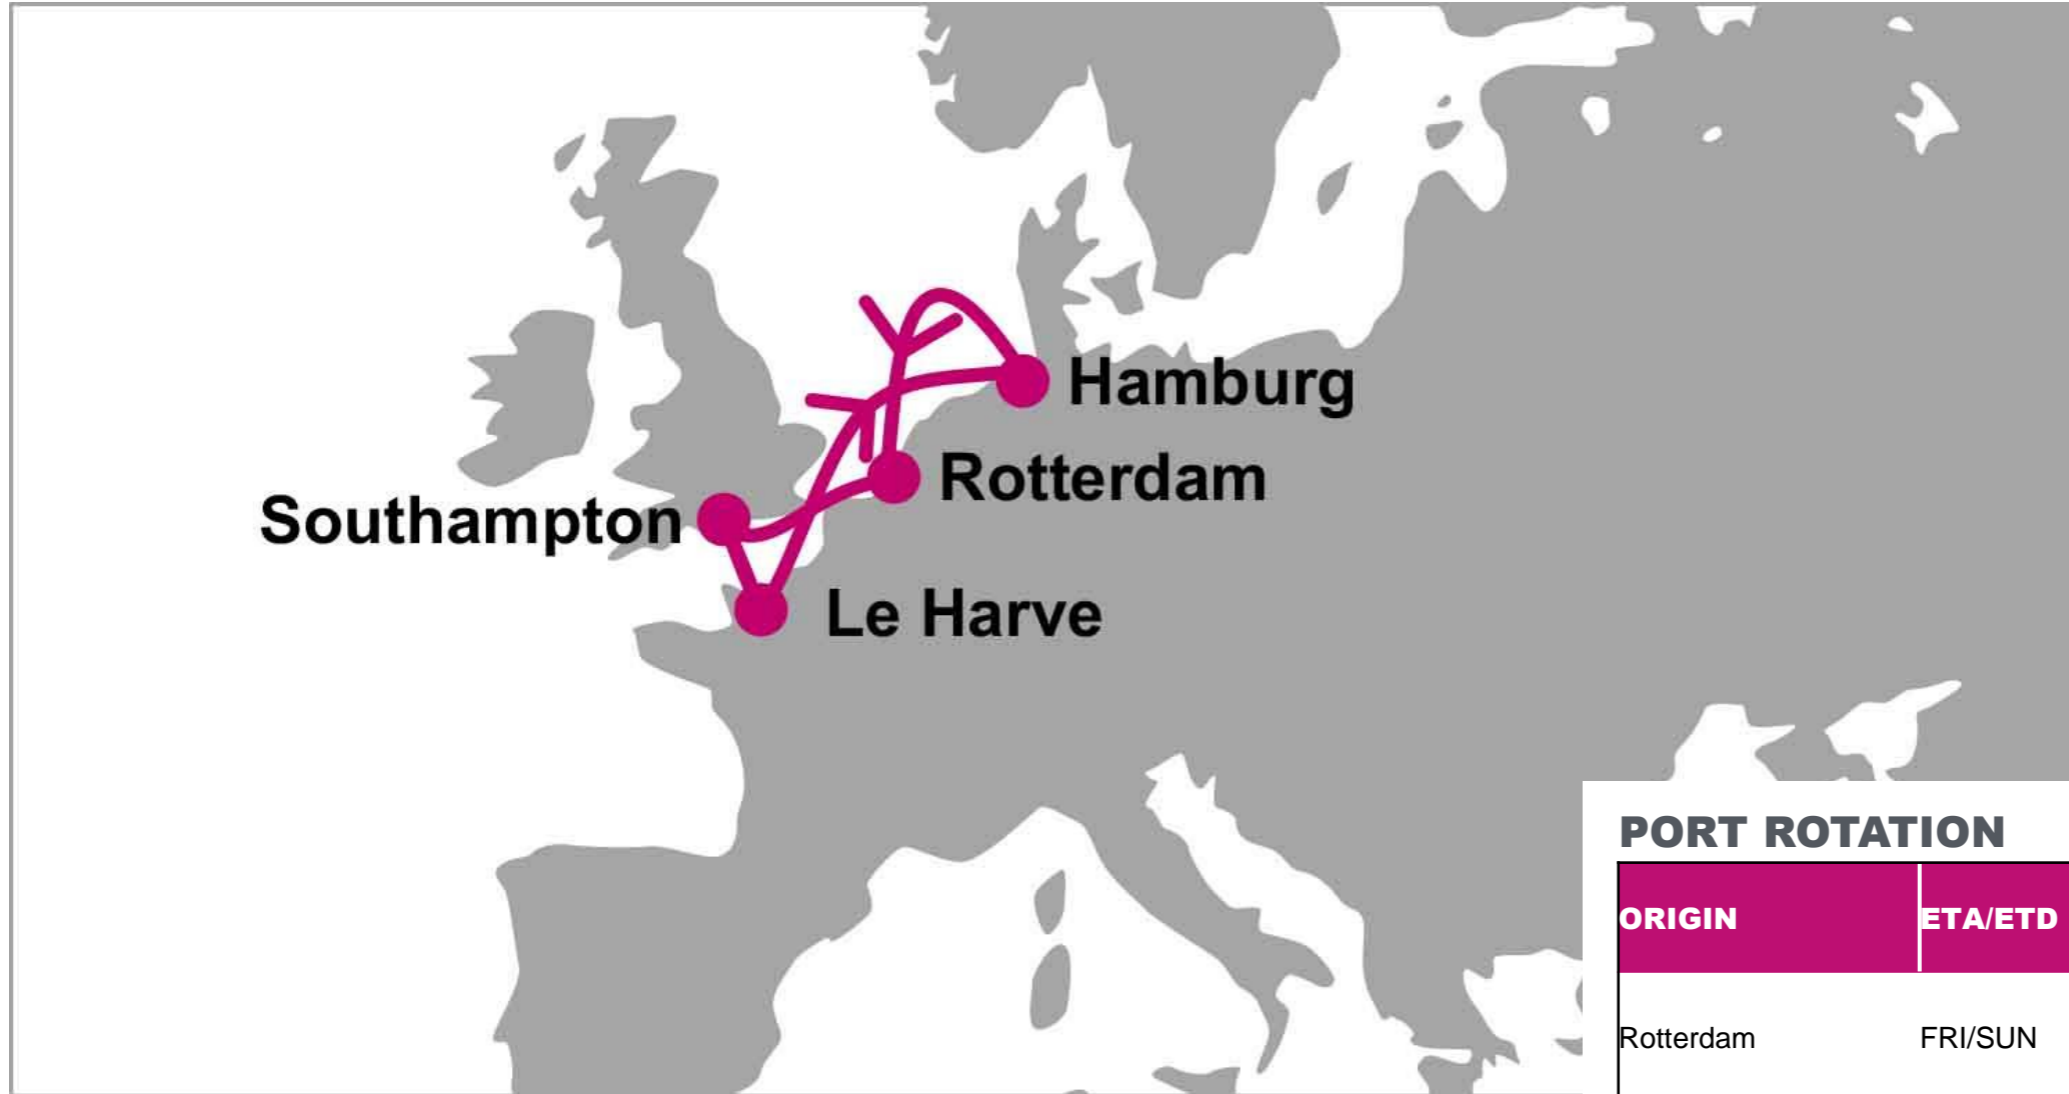 Hamburg
Rotterdam
Southampton
Le Harve
PORT ROTATION
ORIGIN ETA/ETD
Rotterdam FRI/SUN